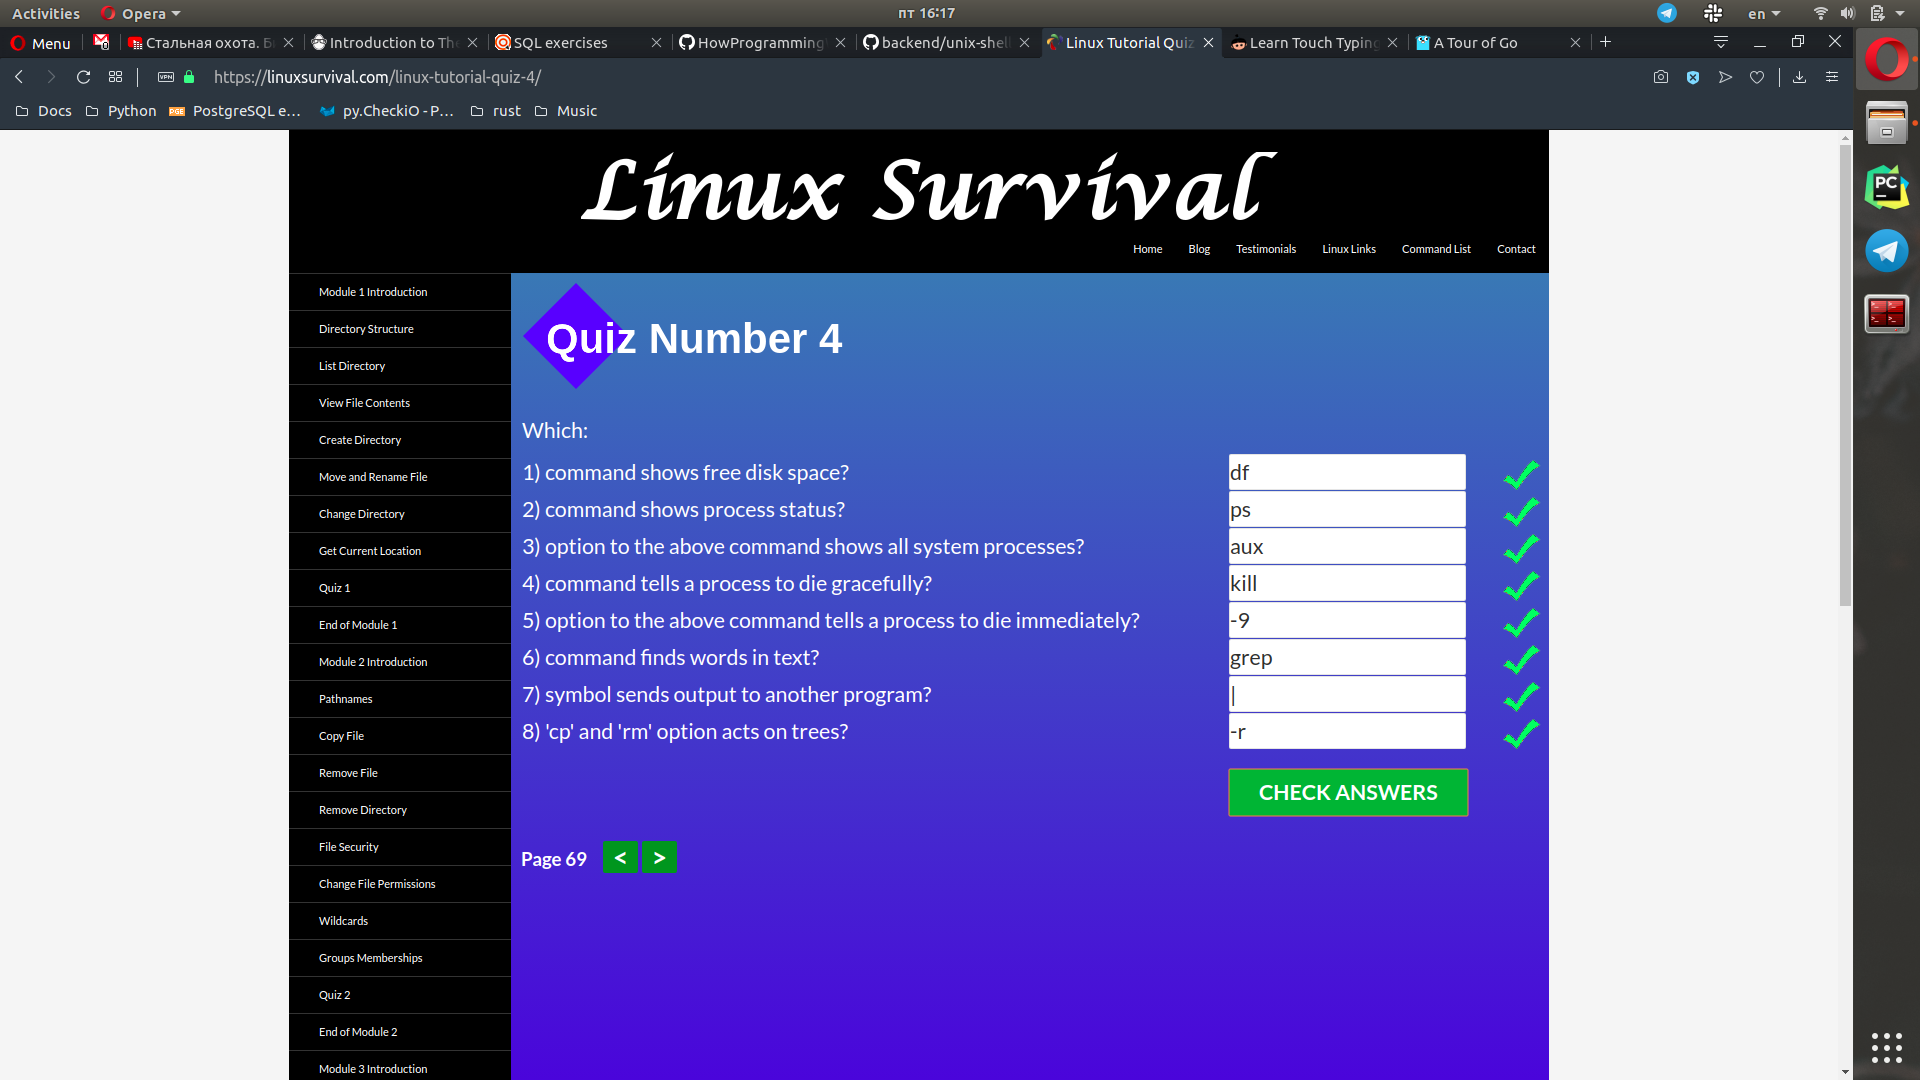 Activities Opera пт 16:17 en
Menu Стальная охота. Б Introduction to The SQL exercises HowProgramming backend/unix-shell Linux Tutorial Quiz Learn Touch Typing A Tour of Go
VPN https://linuxsurvival.com/linux-tutorial-quiz-4/
Docs Python PGE PostgreSQL e... py.CheckiO - P... rust Music
PC
Linux Survival
Home Blog Testimonials Linux Links Command List Contact
Module 1 Introduction
Directory Structure
List Directory
View File Contents
Create Directory
Move and Rename File
Change Directory
Get Current Location
Quiz 1
End of Module 1
Module 2 Introduction
Pathnames
Copy File
Remove File
Remove Directory
File Security
Change File Permissions
Wildcards
Groups Memberships
Quiz 2
End of Module 2
Module 3 Introduction
Quiz Number 4
Which:
1) command shows free disk space? df
2) command shows process status? ps
3) option to the above command shows all system processes? aux
4) command tells a process to die gracefully? kill
5) option to the above command tells a process to die immediately? -9
6) command finds words in text? grep
7) symbol sends output to another program? |
8) 'cp' and 'rm' option acts on trees? -r
CHECK ANSWERS
Page 69 < >